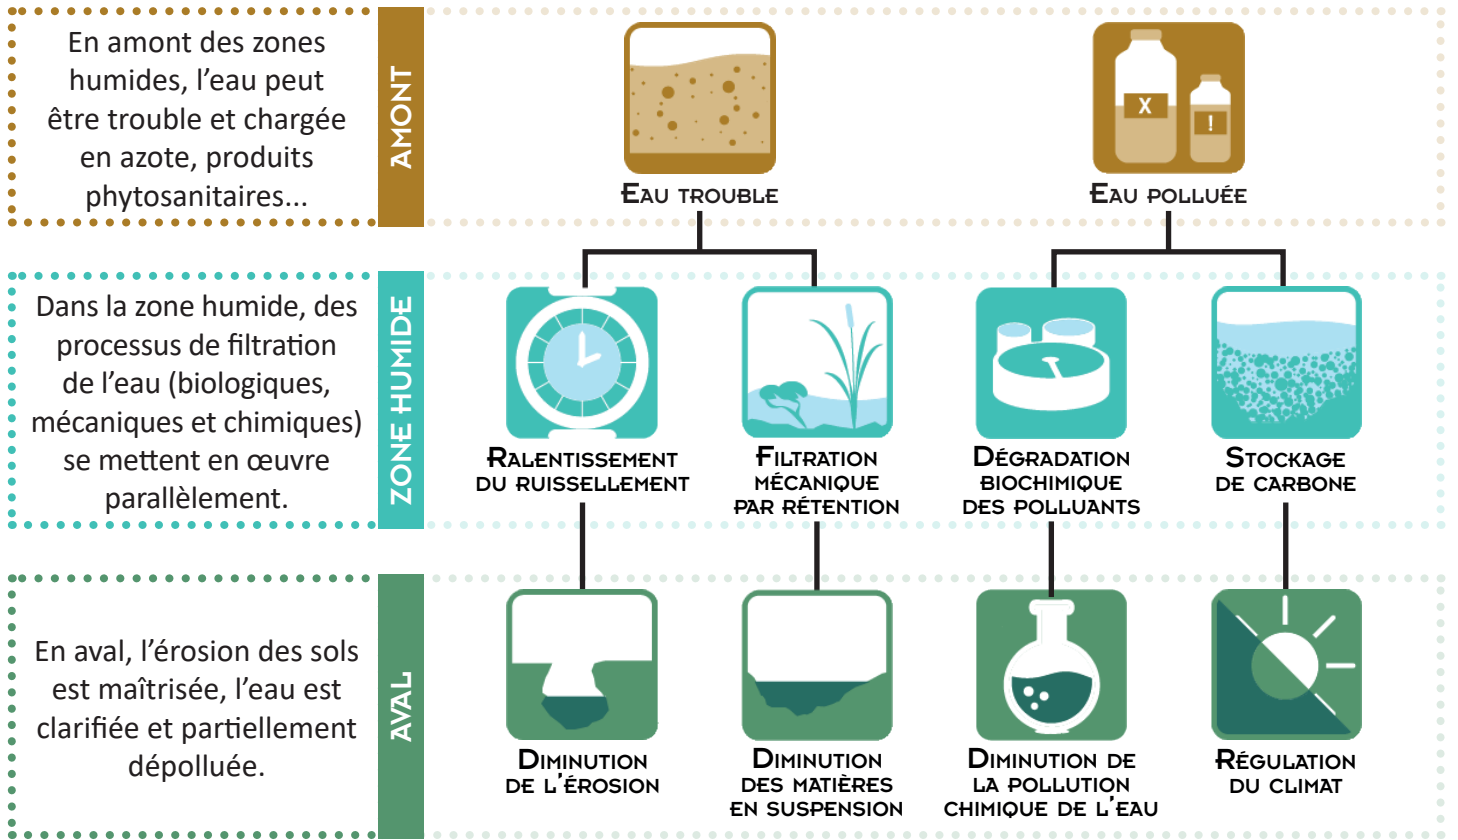 En amont des zones
humides, l’eau peut
être trouble et chargée
en azote, produits
phytosanitaires...
AMONT
X
!
EAU TROUBLE
EAU POLLUÉE
Dans la zone humide, des
processus de filtration
de l’eau (biologiques,
mécaniques et chimiques)
se mettent en œuvre
parallèlement.
ZONE HUMIDE
RALENTISSEMENT
DU RUISSELLEMENT
FILTRATION
MÉCANIQUE
PAR RÉTENTION
DÉGRADATION
BIOCHIMIQUE
DES POLLUANTS
STOCKAGE
DE CARBONE
En aval, l’érosion des sols
est maîtrisée, l’eau est
clarifiée et partiellement
dépolluée.
AVAL
DIMINUTION
DE L'ÉROSION
DIMINUTION
DES MATIÈRES
EN SUSPENSION
DIMINUTION DE
LA POLLUTION
CHIMIQUE DE L'EAU
RÉGULATION
DU CLIMAT